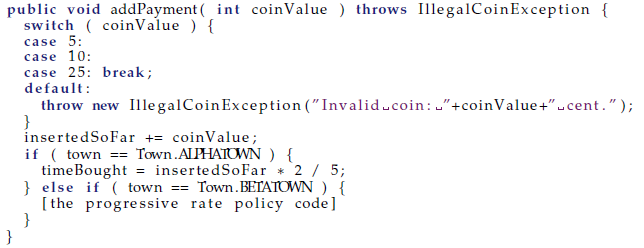 public void addPayment( int coinValue ) throws IllegalCoinException {
switch ( coinValue ) {
case 5:
case 10:
case 25: break;
default:
throw new IllegalCoinException("Invalid␣coin:␣"+coinValue+"␣cent.");
}
insertedSoFar += coinValue;
if ( town == Town.ALPHATOWN ) {
timeBought = insertedSoFar * 2 / 5;
} else if ( town == Town.BETATOWN ) {
[the progressive rate policy code]
}
}